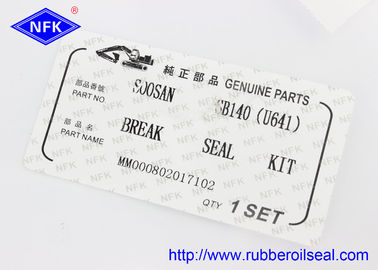 NFK
純正部品 GENUINE PARTS
部品番號 PART NO SOOSAN SB140 (U641)
部品名 PART NAME BREAK SEAL KIT
MM000802017102
QTY 1 SET
http://www.rubberoilseal.com